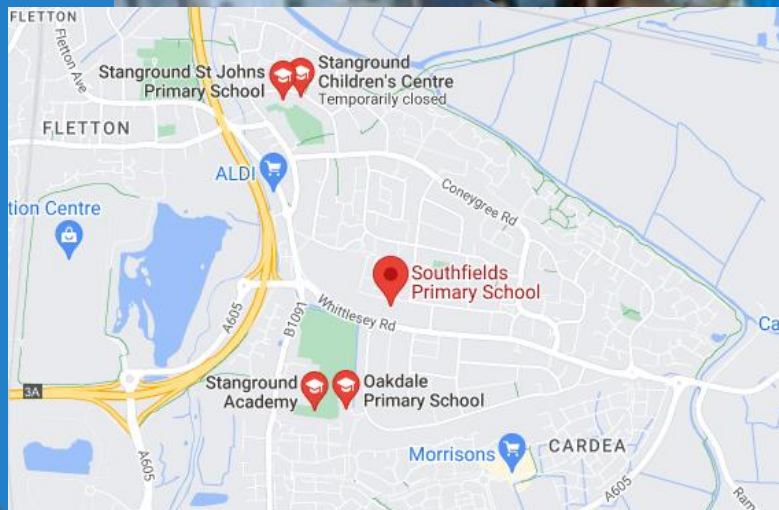 FLETTON
Fletton Ave
Stanground St Johns
Primary School
Stanground
Children's Centre
Temporarily closed
FLETTON
ALDI
Coneygree Rd
tion Centre
Southfields
Primary School
A605
B1091
Whittlesey Rd
Ca
3A
Stanground
Academy
Oakdale
Primary School
Morrisons
CARDEA
A605
A605
Ram